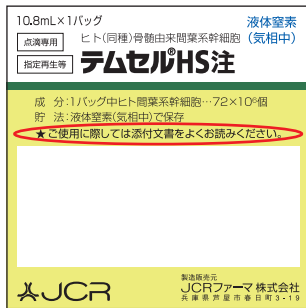 10.8mL×1バッグ
液体窒素
(気相中)
点滴専用
指定再生等
ヒト(同種)骨髄由来間葉系幹細胞
テムセル®HS注
成　分:1バッグ中ヒト間葉系幹細胞…72×10⁶個
貯　法:液体窒素(気相中)で保存
★ご使用に際しては添付文書をよくお読みください。
JCR
製造販売元
JCRファーマ株式会社
兵庫県芦屋市春日町3-19